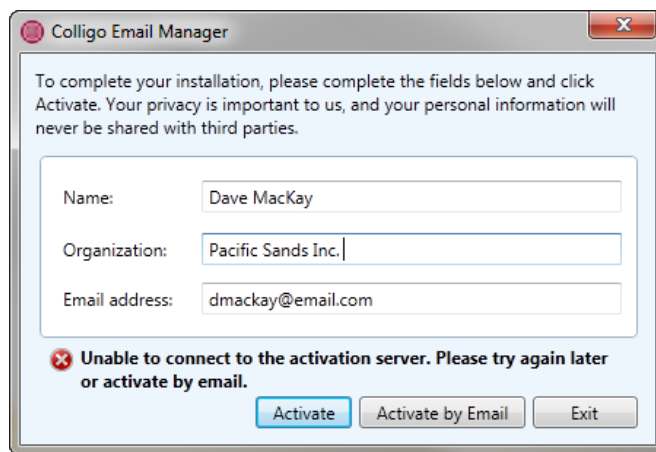 Colligo Email Manager
To complete your installation, please complete the fields below and click
Activate. Your privacy is important to us, and your personal information will
never be shared with third parties.
Name: Dave MacKay
Organization: Pacific Sands Inc.
Email address: dmackay@email.com
Unable to connect to the activation server. Please try again later
or activate by email.
Activate Activate by Email Exit